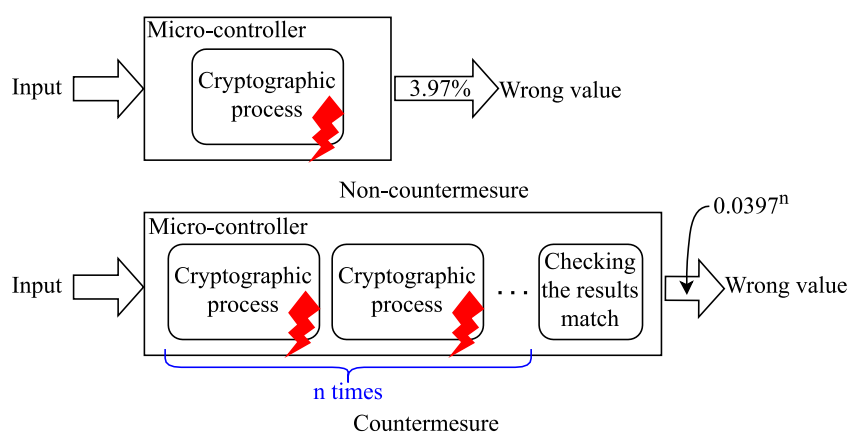 Micro-controller
Input
Cryptographic
process
3.97%
Wrong value
Non-countermesure
Micro-controller
0.0397ⁿ
Input
Cryptographic
process
Cryptographic
process
...
Checking
the results
match
Wrong value
n times
Countermesure